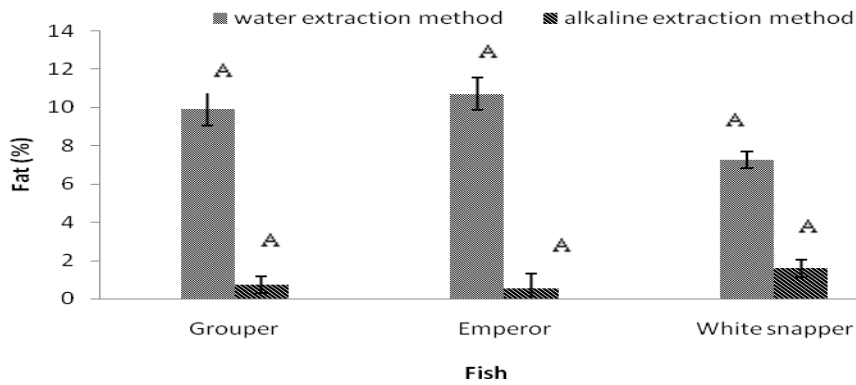 water extraction method alkaline extraction method
14
12
10
8
6
4
2
0
Fat (%)
A
A
A
A
A
A
Grouper Emperor White snapper
Fish